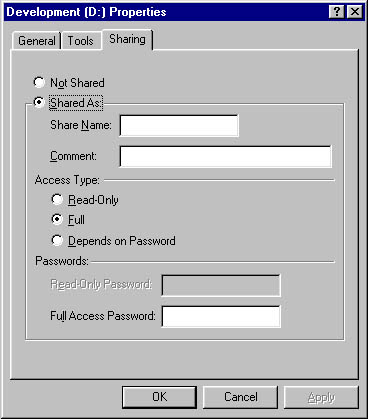 Development (D:) Properties
General Tools Sharing
Not Shared
Shared As:
Share Name:
Comment:
Access Type:
Read-Only
Full
Depends on Password
Passwords:
Read-Only Password:
Full Access Password:
OK Cancel Apply